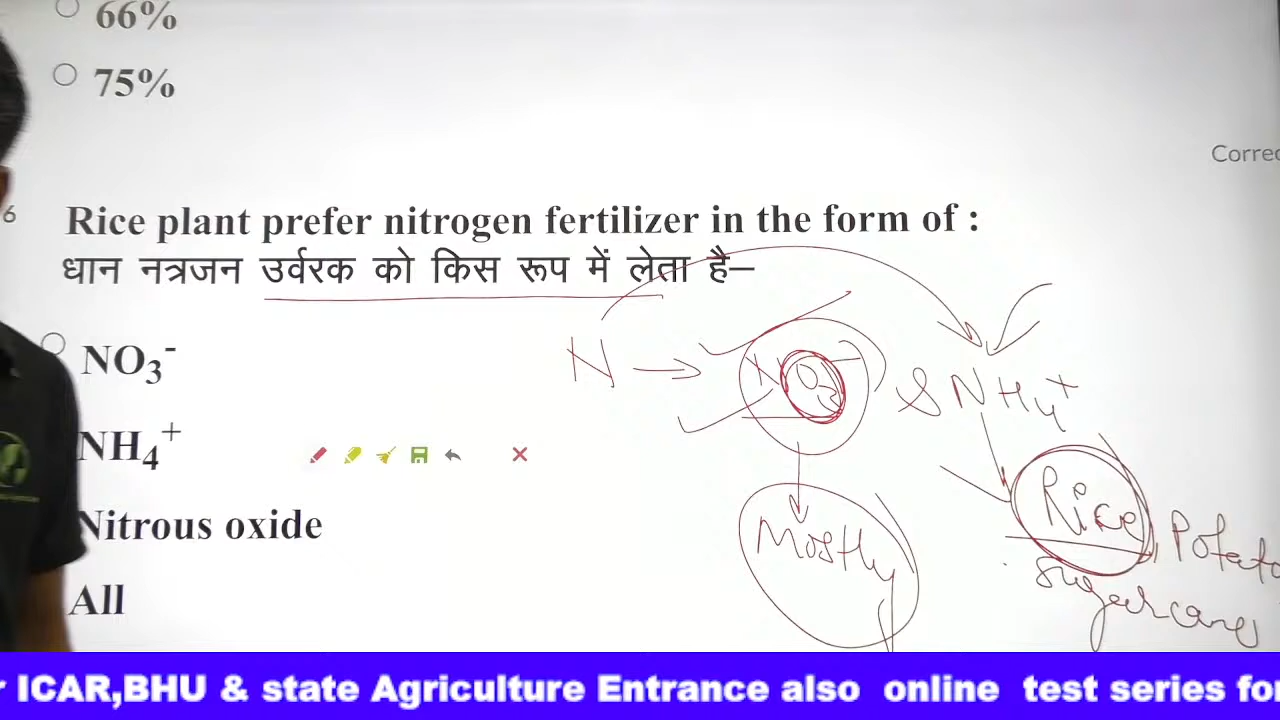 66%
75%
Correc
6
Rice plant prefer nitrogen fertilizer in the form of :
धान नत्रजन उर्वरक को किस रूप में लेता है–
NO3-
N → NO3 & NH4+
NH4+
Rice, Potato
Mostly
Sugarcane
Nitrous oxide
All
r ICAR,BHU & state Agriculture Entrance also online test series for